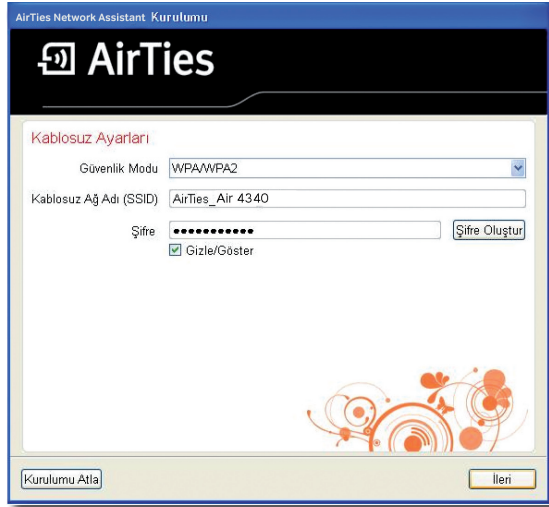 AirTies Network Assistant Kurulumu
AirTies
Kablosuz Ayarları
Güvenlik Modu WPA/WPA2
Kablosuz Ağ Adı (SSID) AirTies_Air 4340
Şifre ●●●●●●●●●●● Şifre Oluştur
Gizle/Göster
Kurulumu Atla İleri